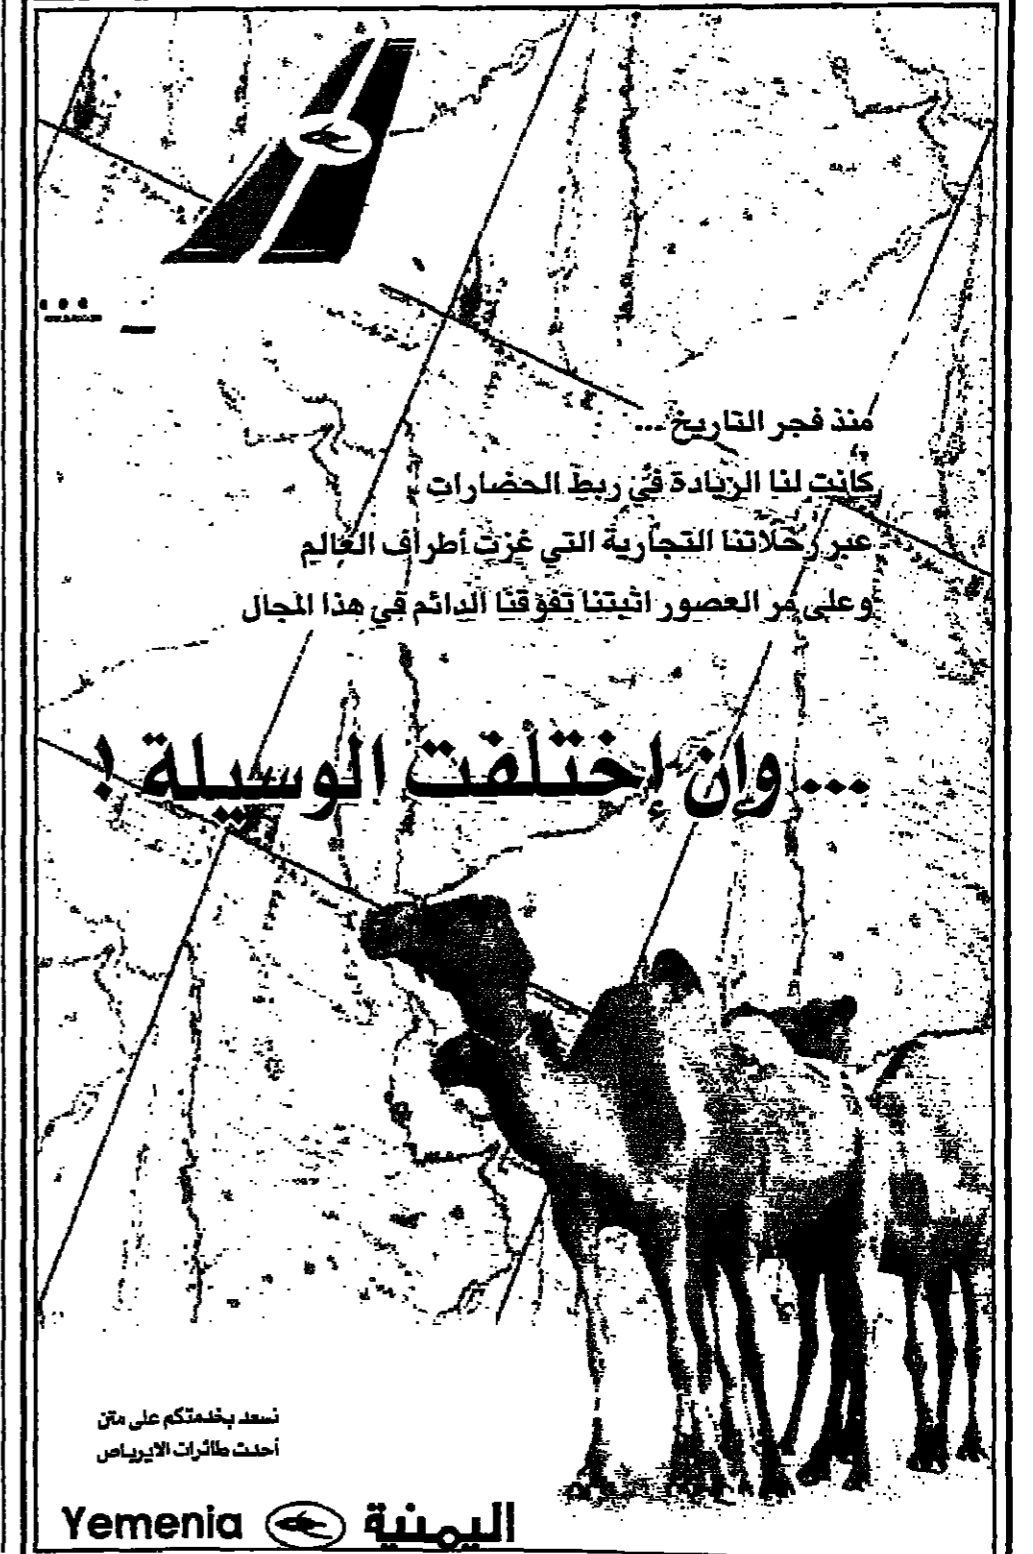 منذ فجر التاريخ ...
كانت لنا الريادة في ربط الحضارات
عبر رحلاتنا التجارية التي غزت أطراف العالم
وعلى مر العصور اثبتنا تفوقنا الدائم في هذا المجال
... وإن إختلفت الوسيلة !
نسعد بخدمتكم على متن
أحدث طائرات الايرباص
Yemenia اليمنية